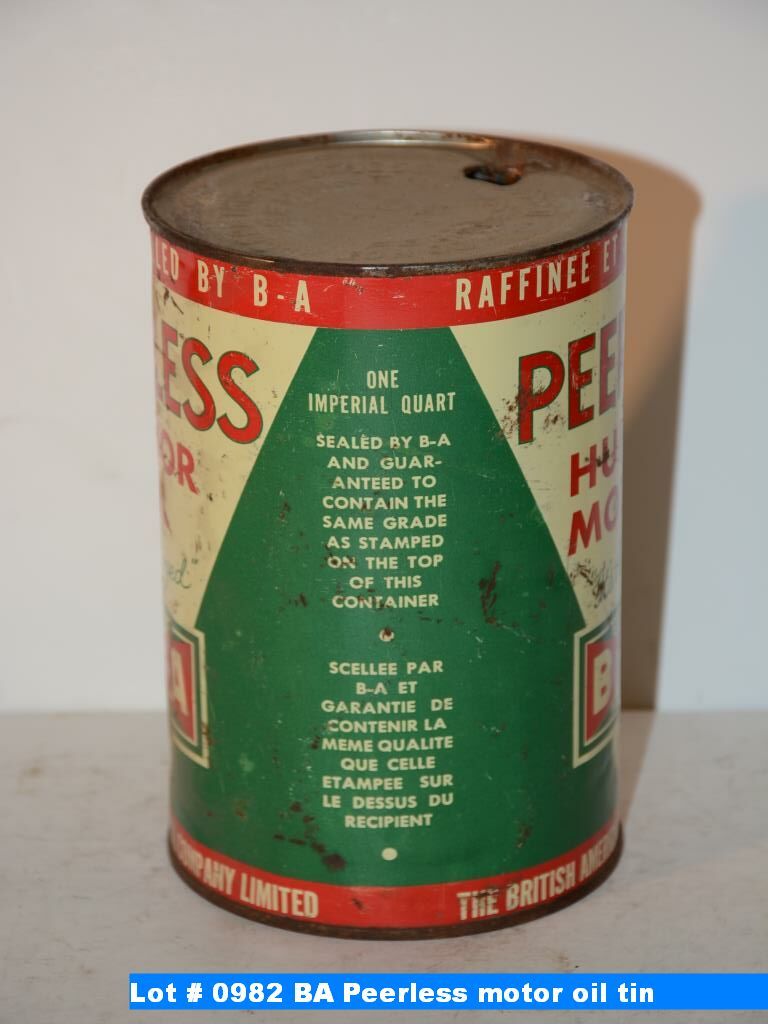 LED BY B-A
RAFFINEE ET
ESS
PEE
OR
HU
MO
ed"
ONE
IMPERIAL QUART
SEALED BY B-A
AND GUAR-
ANTEED TO
CONTAIN THE
SAME GRADE
AS STAMPED
ON THE TOP
OF THIS
CONTAINER
SCELLEE PAR
B-A ET
GARANTIE DE
CONTENIR LA
MEME QUALITE
QUE CELLE
ETAMPEE SUR
LE DESSUS DU
RECIPIENT
-A
B
COMPANY LIMITED
THE BRITISH AMERI
Lot # 0982 BA Peerless motor oil tin